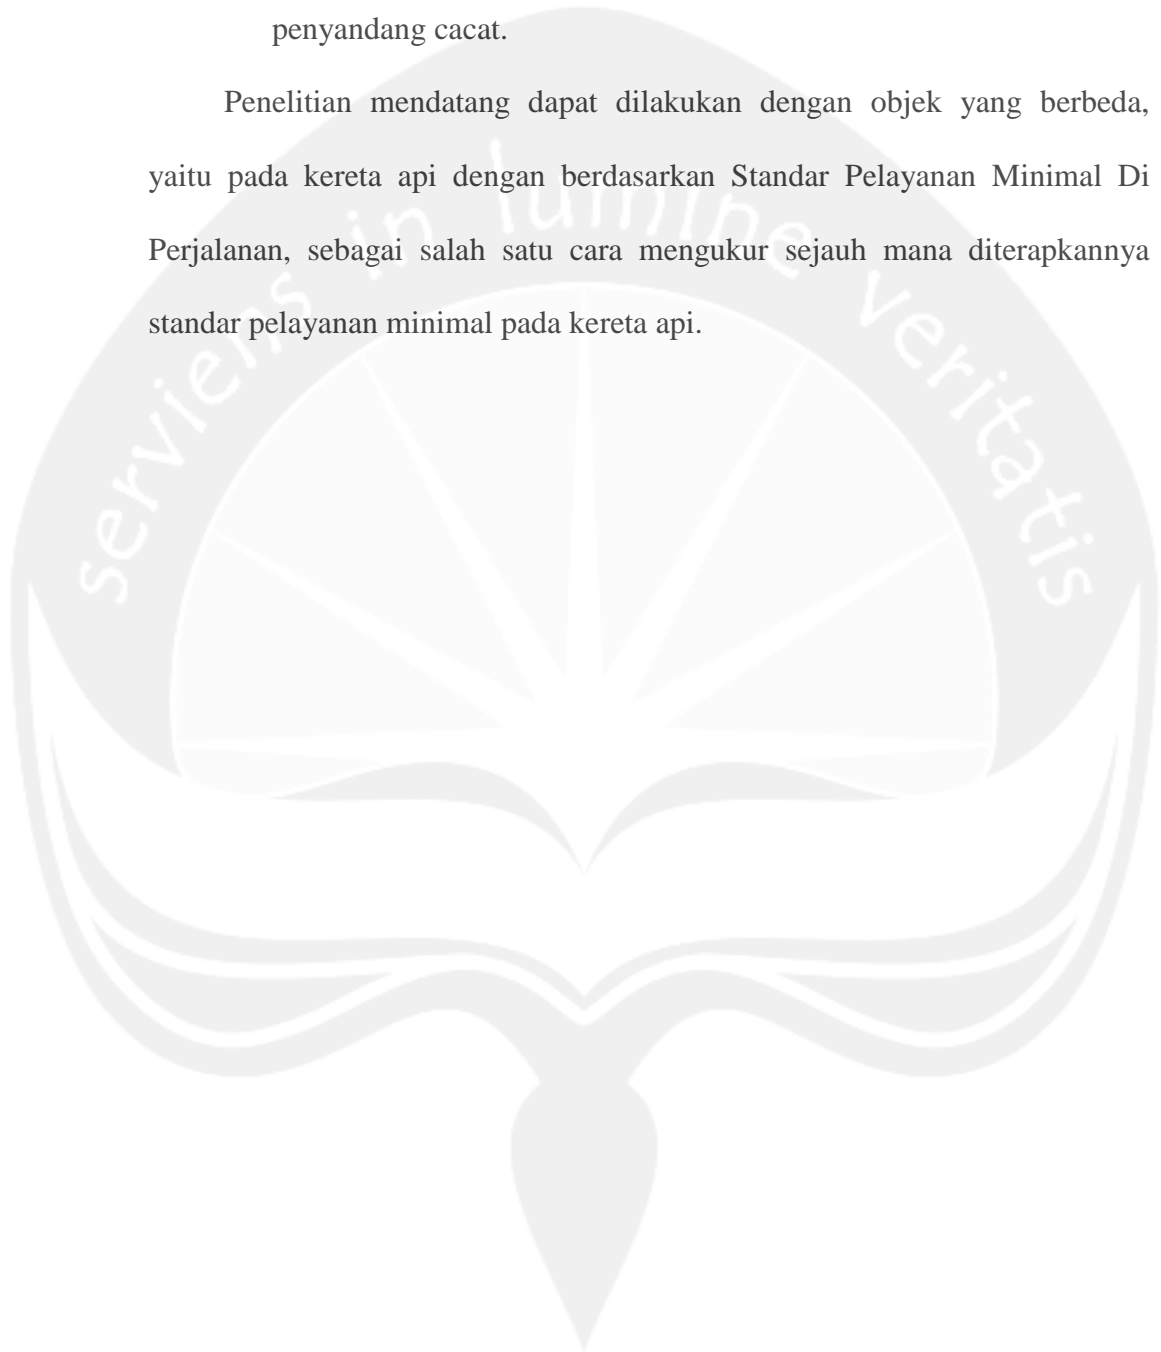 penyandang cacat.
Penelitian mendatang dapat dilakukan dengan objek yang berbeda,
yaitu pada kereta api dengan berdasarkan Standar Pelayanan Minimal Di
Perjalanan, sebagai salah satu cara mengukur sejauh mana diterapkannya
standar pelayanan minimal pada kereta api.
serviens in lumine veritatis